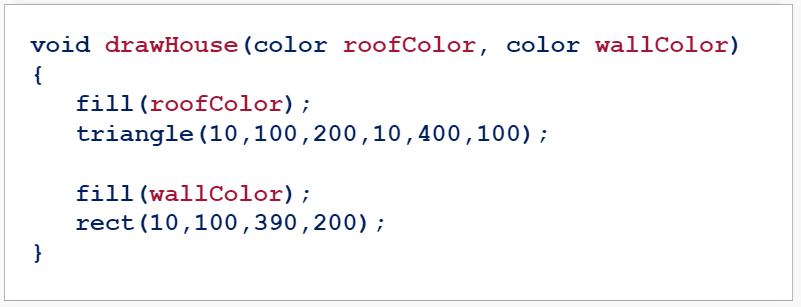 void drawHouse(color roofColor, color wallColor)
{
   fill(roofColor);
   triangle(10,100,200,10,400,100);

   fill(wallColor);
   rect(10,100,390,200);
}